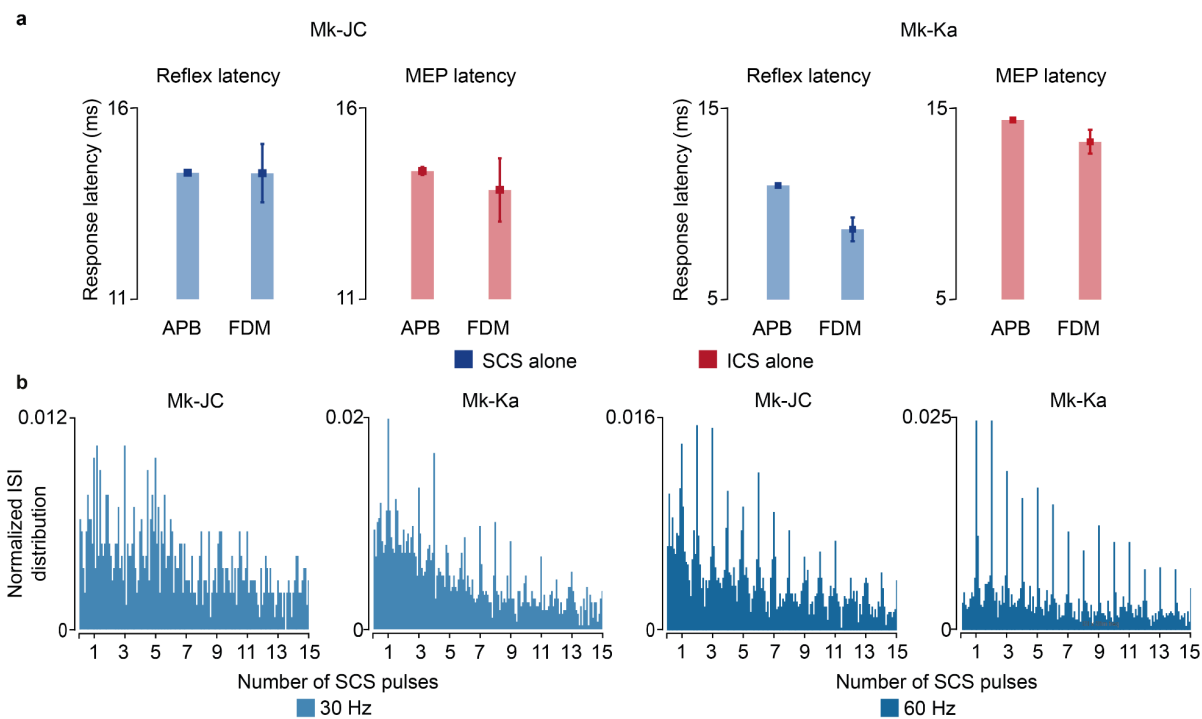 a
Mk-JC
Mk-Ka
Reflex latency
MEP latency
Reflex latency
MEP latency
Response latency (ms)
16
11
APB FDM
16
11
APB FDM
Response latency (ms)
15
5
APB FDM
15
5
APB FDM
SCS alone
ICS alone
b
Mk-JC
Mk-Ka
Mk-JC
Mk-Ka
Normalized ISI
distribution
0.012
0
1 3 5 7 9 11 13 15
0.02
0
1 3 5 7 9 11 13 15
0.016
0
1 3 5 7 9 11 13 15
0.025
0
1 3 5 7 9 11 13 15
Number of SCS pulses
Number of SCS pulses
30 Hz
60 Hz